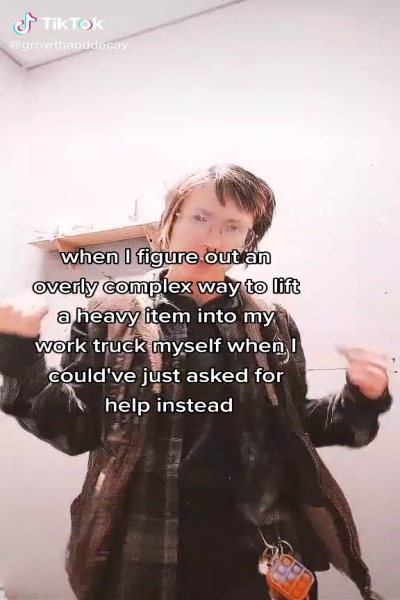 TikTok
@growthanddecay
when I figure out an
overly complex way to lift
a heavy item into my
work truck myself when I
could've just asked for
help instead